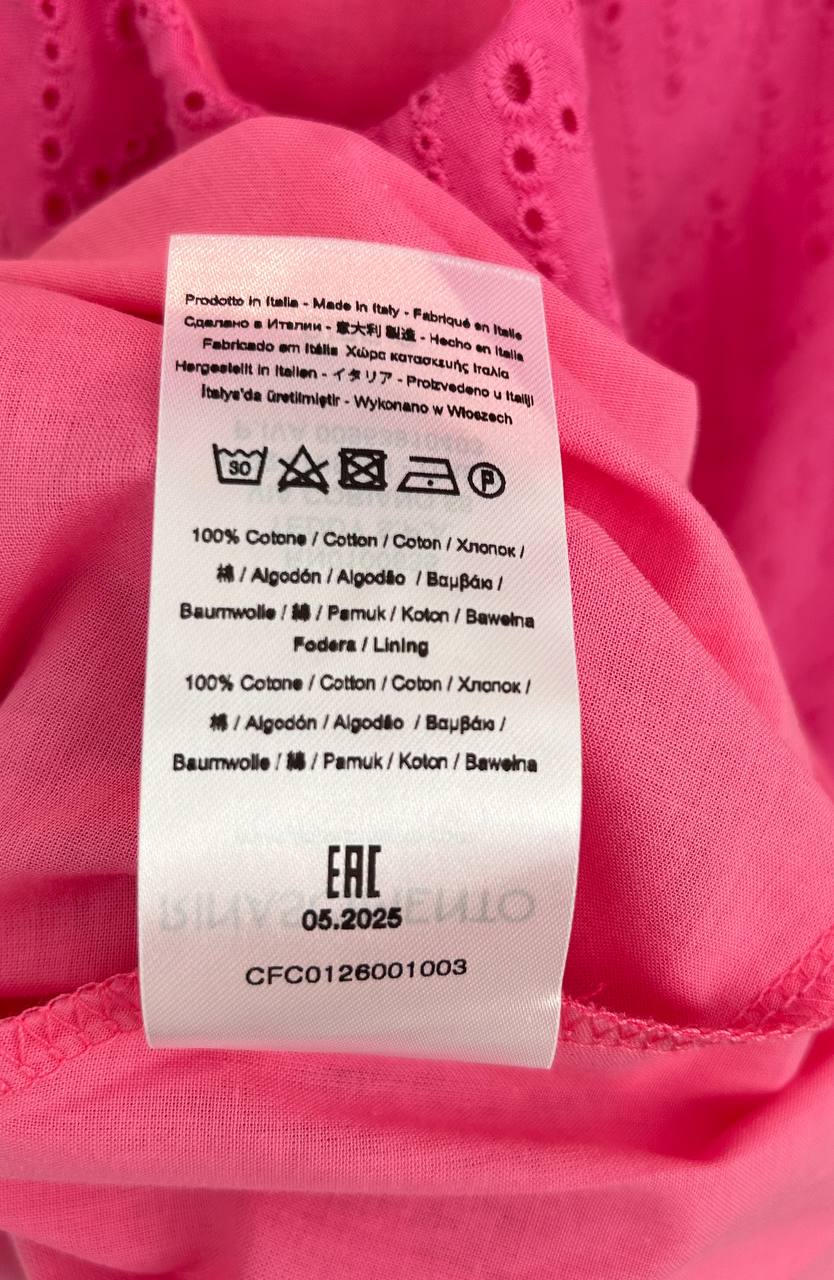 Prodotto in Italia - Made in Italy - Fabriqué en Italie
Сделано в Италии - 意大利 製造 - Hecho en Italia
Fabricado em Itália Χώρα κατασκευής Ιταλία
Hergestellt in Italien - イタリア - Proizvedeno u Italiji
İtalya'da üretilmiştir - Wykonano w Włoszech
30
P
100% Cotone / Cotton / Coton / Хлопок /
棉 / Algodón / Algodão / Βαμβάκι /
Baumwolle / 綿 / Pamuk / Koton / Bawełna
Fodera / Lining
100% Cotone / Cotton / Coton / Хлопок /
棉 / Algodón / Algodão / Βαμβάκι /
Baumwolle / 綿 / Pamuk / Koton / Bawełna
EAC
05.2025
CFC0126001003